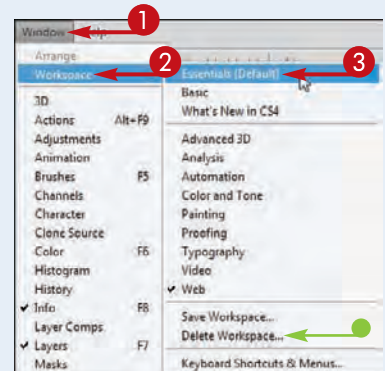 1
Window Help
2
3
Arrange
Workspace
3D
Actions Alt+F9
Adjustments
Animation
Brushes F5
Channels
Character
Clone Source
Color F6
Histogram
History
✔ Info F8
Layer Comps
✔ Layers F7
Masks
Essentials (Default)
Basic
What's New in CS4
Advanced 3D
Analysis
Automation
Color and Tone
Painting
Proofing
Typography
Video
✔ Web
Save Workspace...
Delete Workspace...
Keyboard Shortcuts & Menus...